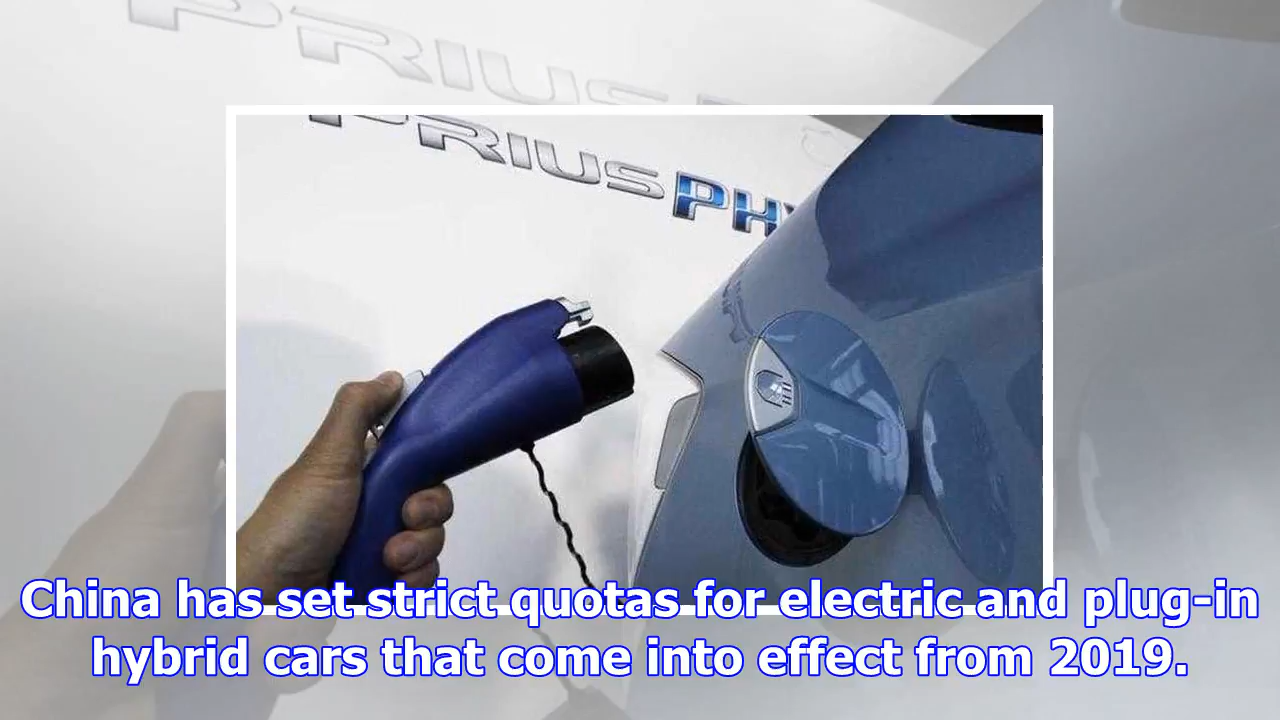 PRIUS
PRIUS PH
China has set strict quotas for electric and plug-in
hybrid cars that come into effect from 2019.